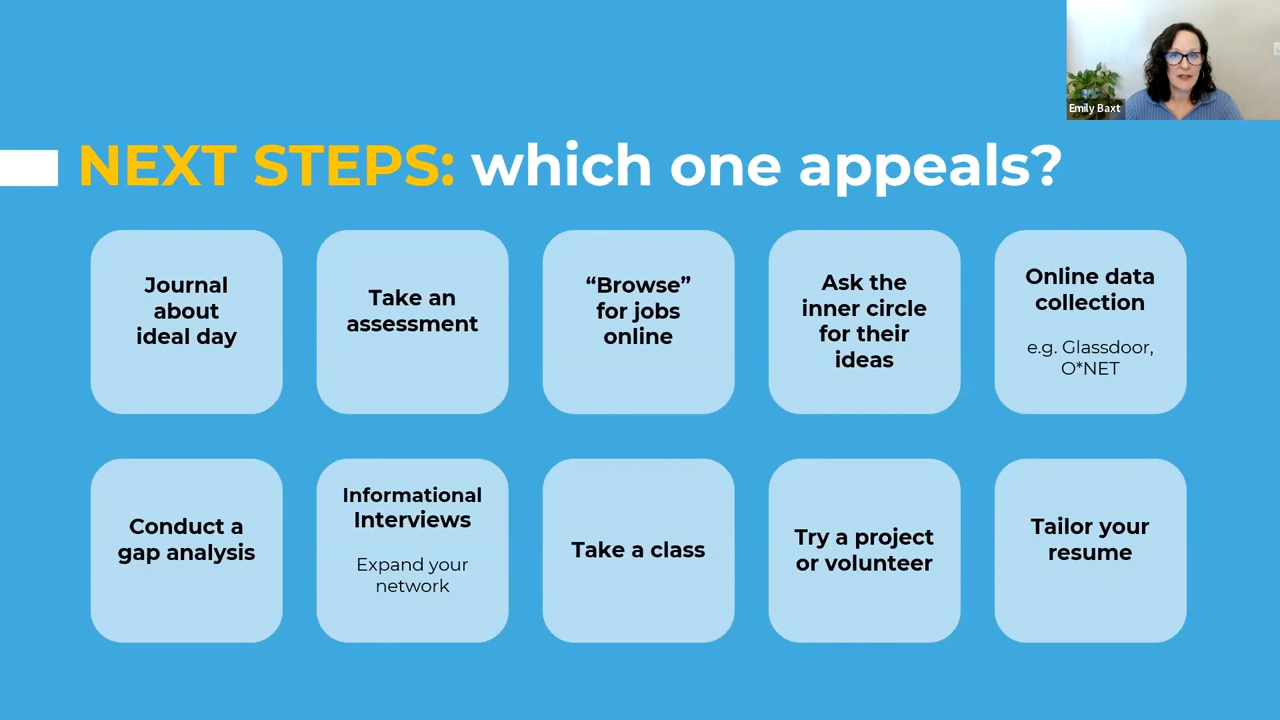 Emily Baxt
NEXT STEPS: which one appeals?
Journal
about
ideal day
Take an
assessment
“Browse”
for jobs
online
Ask the
inner circle
for their
ideas
Online data
collection
e.g. Glassdoor,
O*NET
Conduct a
gap analysis
Informational
Interviews
Expand your
network
Take a class
Try a project
or volunteer
Tailor your
resume